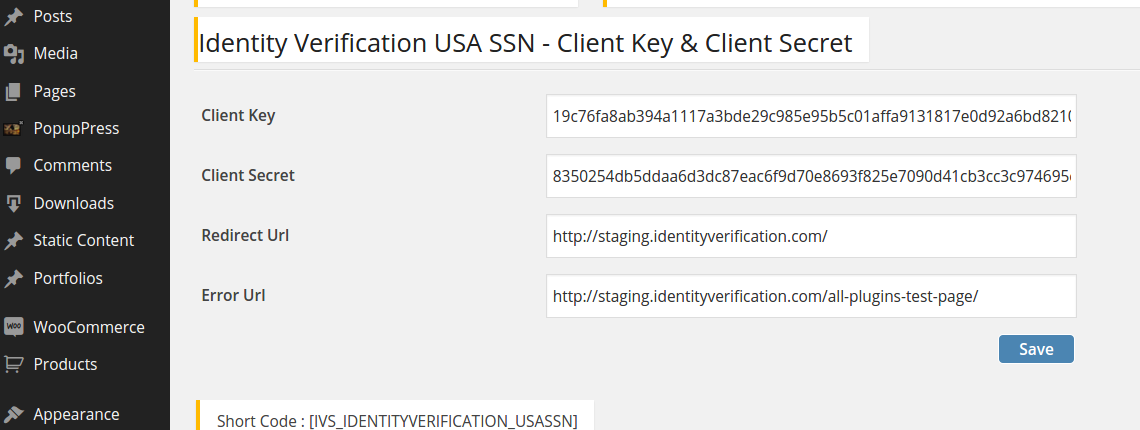 Posts
Media
Pages
PopupPress
Comments
Downloads
Static Content
Portfolios
WooCommerce
Products
Appearance
Identity Verification USA SSN - Client Key & Client Secret
Client Key
19c76fa8ab394a1117a3bde29c985e95b5c01affa9131817e0d92a6bd821
Client Secret
8350254db5ddaa6d3dc87eac6f9d70e8693f825e7090d41cb3cc3c974695
Redirect Url
http://staging.identityverification.com/
Error Url
http://staging.identityverification.com/all-plugins-test-page/
Save
Short Code : [IVS_IDENTITYVERIFICATION_USASSN]